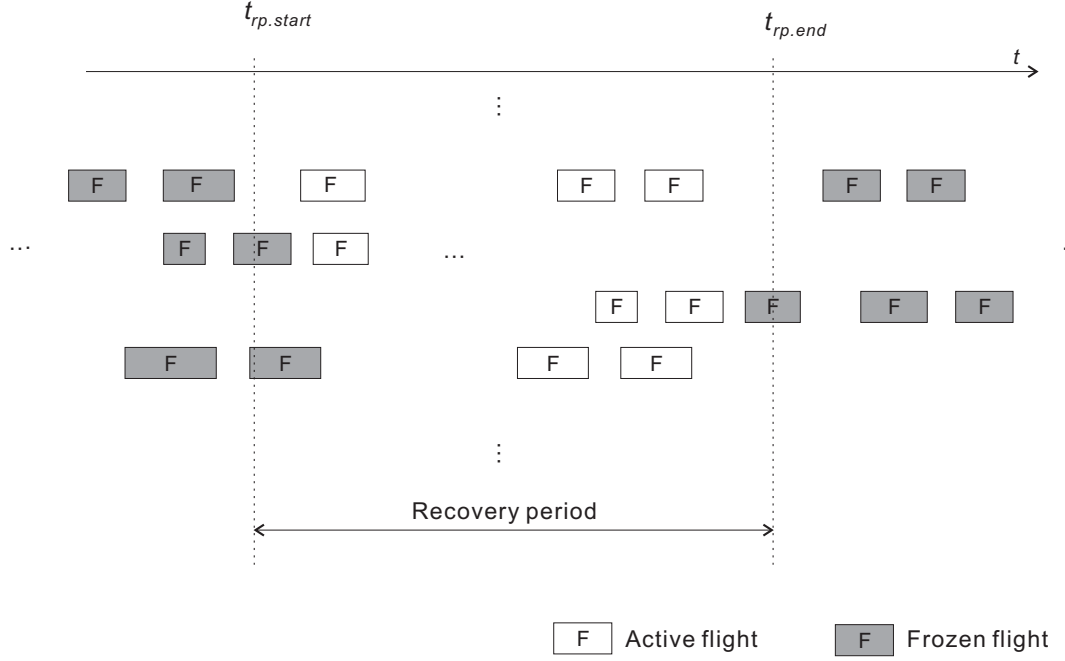 t_rp.start
t_rp.end
t
⋮
F F F F F F F
... F F F ...
F F F F F
F F F F
⋮
Recovery period
F Active flight F Frozen flight